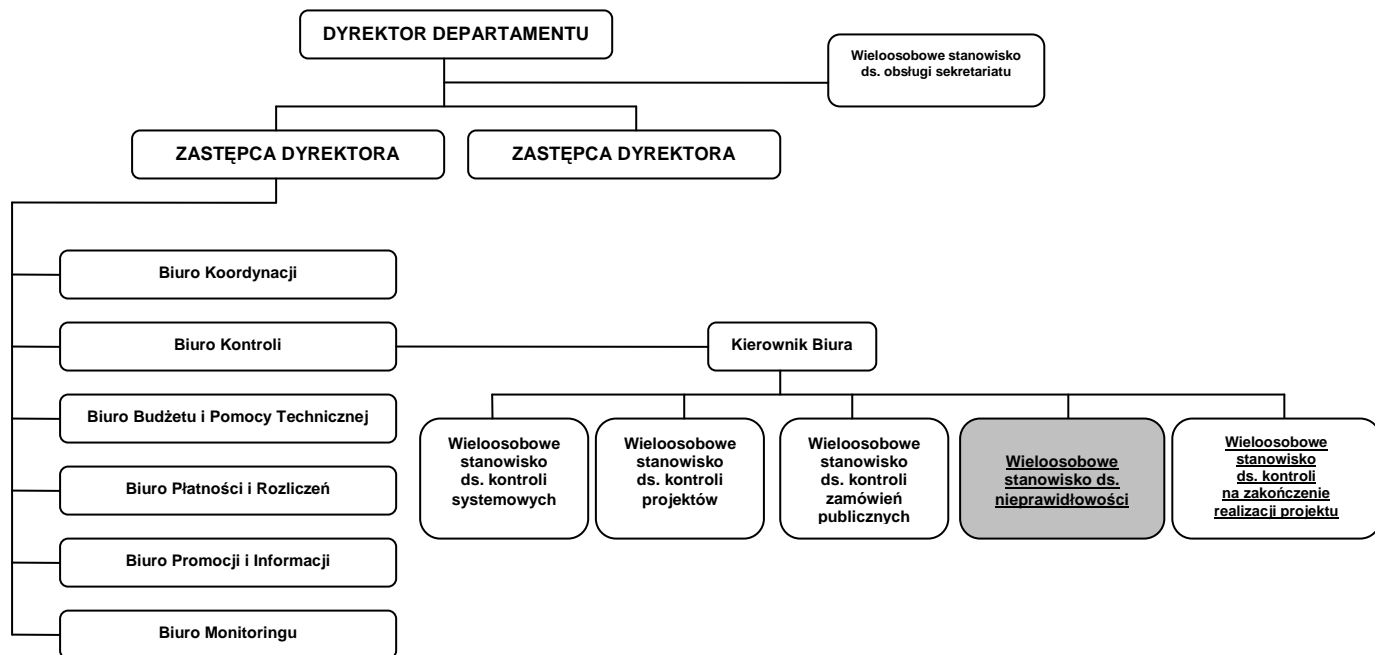 DYREKTOR DEPARTAMENTU
Wieloosobowe stanowisko
ds. obsługi sekretariatu
ZASTĘPCA DYREKTORA
ZASTĘPCA DYREKTORA
Biuro Koordynacji
Biuro Kontroli
Kierownik Biura
Biuro Budżetu i Pomocy Technicznej
Biuro Płatności i Rozliczeń
Biuro Promocji i Informacji
Biuro Monitoringu
Wieloosobowe
stanowisko
ds. kontroli
systemowych
Wieloosobowe
stanowisko
ds. kontroli
projektów
Wieloosobowe
stanowisko
ds. kontroli
zamówień
publicznych
Wieloosobowe
stanowisko ds.
nieprawidłowości
Wieloosobowe
stanowisko
ds. kontroli
na zakończenie
realizacji projektu